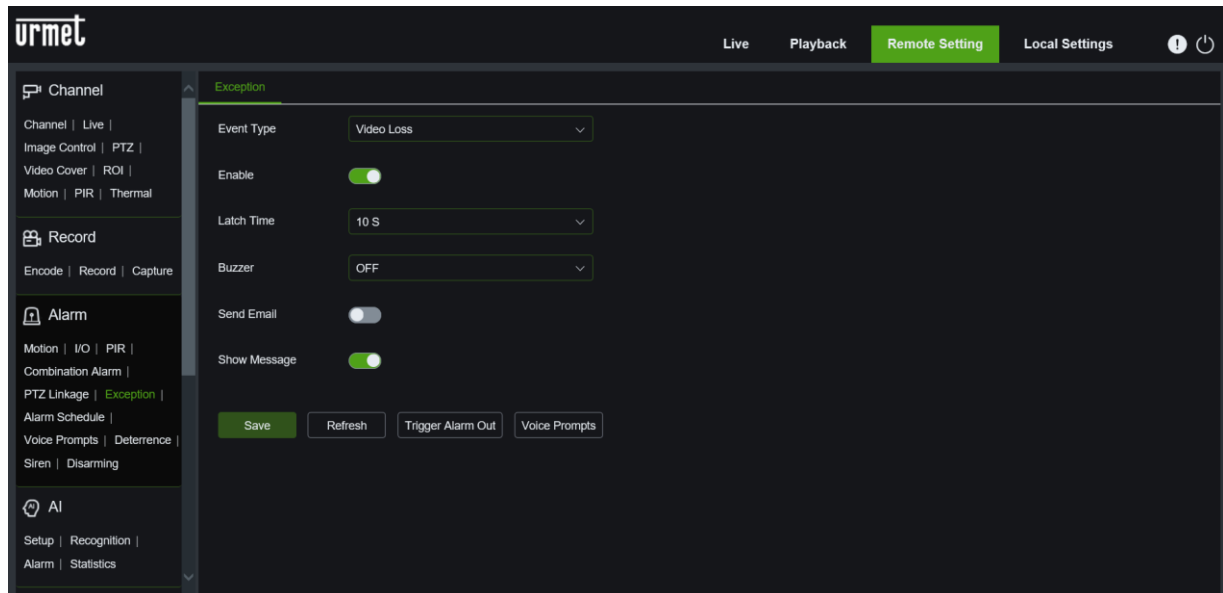 urmet
Live Playback Remote Setting Local Settings
Channel
Channel | Live |
Image Control | PTZ |
Video Cover | ROI |
Motion | PIR | Thermal
Record
Encode | Record | Capture
Alarm
Motion | I/O | PIR |
Combination Alarm |
PTZ Linkage | Exception |
Alarm Schedule |
Voice Prompts | Deterrence |
Siren | Disarming
AI
AI
Setup | Recognition |
Alarm | Statistics
Exception
Event Type Video Loss
Enable
Latch Time 10 S
Buzzer OFF
Send Email
Show Message
Save Refresh Trigger Alarm Out Voice Prompts